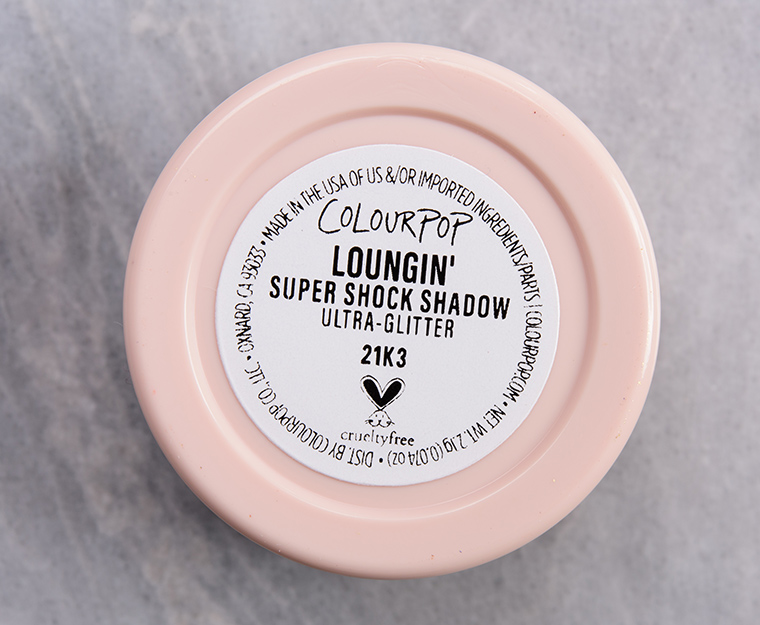 MADE IN THE USA OF US &/OR IMPORTED INGREDIENTS/PARTS | COLOURPOP.COM • NET WT. 2.1g (0.074 OZ) • DIST. BY COLOURPOP CO., LLC. • OXNARD, CA 93033 •
COLOURPOP
LOUNGIN'
SUPER SHOCK SHADOW
ULTRA-GLITTER
21K3
crueltyfree